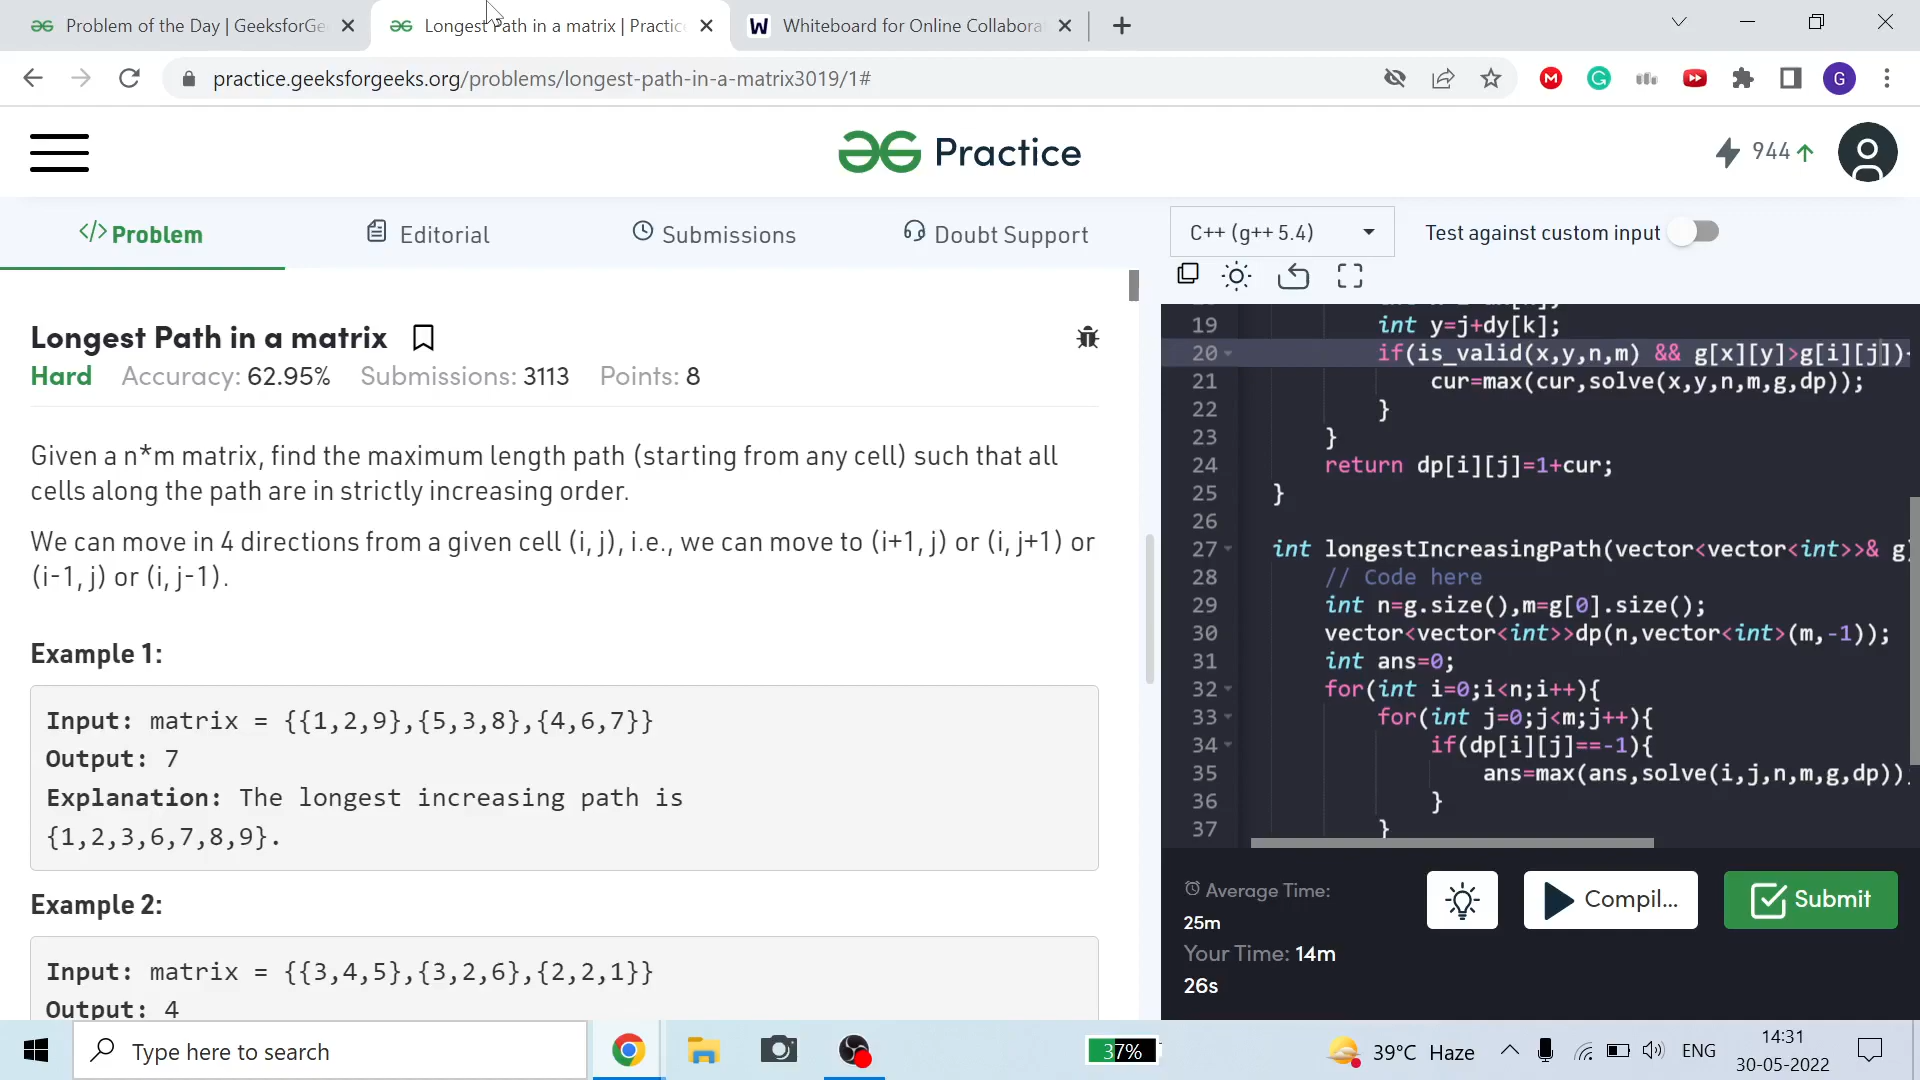 Problem of the Day | GeeksforGe
Longest Path in a matrix | Practice
W Whiteboard for Online Collabora
practice.geeksforgeeks.org/problems/longest-path-in-a-matrix3019/1#
M
G
G
Practice
944
</> Problem
Editorial
Submissions
Doubt Support
C++ (g++ 5.4)
Test against custom input
Longest Path in a matrix
Hard Accuracy: 62.95% Submissions: 3113 Points: 8
Given a n*m matrix, find the maximum length path (starting from any cell) such that all
cells along the path are in strictly increasing order.
We can move in 4 directions from a given cell (i, j), i.e., we can move to (i+1, j) or (i, j+1) or
(i-1, j) or (i, j-1).
Example 1:
Input: matrix = {{1,2,9},{5,3,8},{4,6,7}}
Output: 7
Explanation: The longest increasing path is
{1,2,3,6,7,8,9}.
Example 2:
Input: matrix = {{3,4,5},{3,2,6},{2,2,1}}
Output: 4
19 int y=j+dy[k];
20 if(is_valid(x,y,n,m) && g[x][y]>g[i][j]){
21 cur=max(cur,solve(x,y,n,m,g,dp));
22 }
23 }
24 return dp[i][j]=1+cur;
25 }
26
27 int longestIncreasingPath(vector<vector<int>>& g)
28 // Code here
29 int n=g.size(),m=g[0].size();
30 vector<vector<int>>dp(n,vector<int>(m,-1));
31 int ans=0;
32 for(int i=0;i<n;i++){
33 for(int j=0;j<m;j++){
34 if(dp[i][j]==-1){
35 ans=max(ans,solve(i,j,n,m,g,dp))
36 }
37 }
Average Time:
25m
Your Time: 14m
26s
Compil...
Submit
Type here to search
37%
39°C Haze
ENG
14:31
30-05-2022